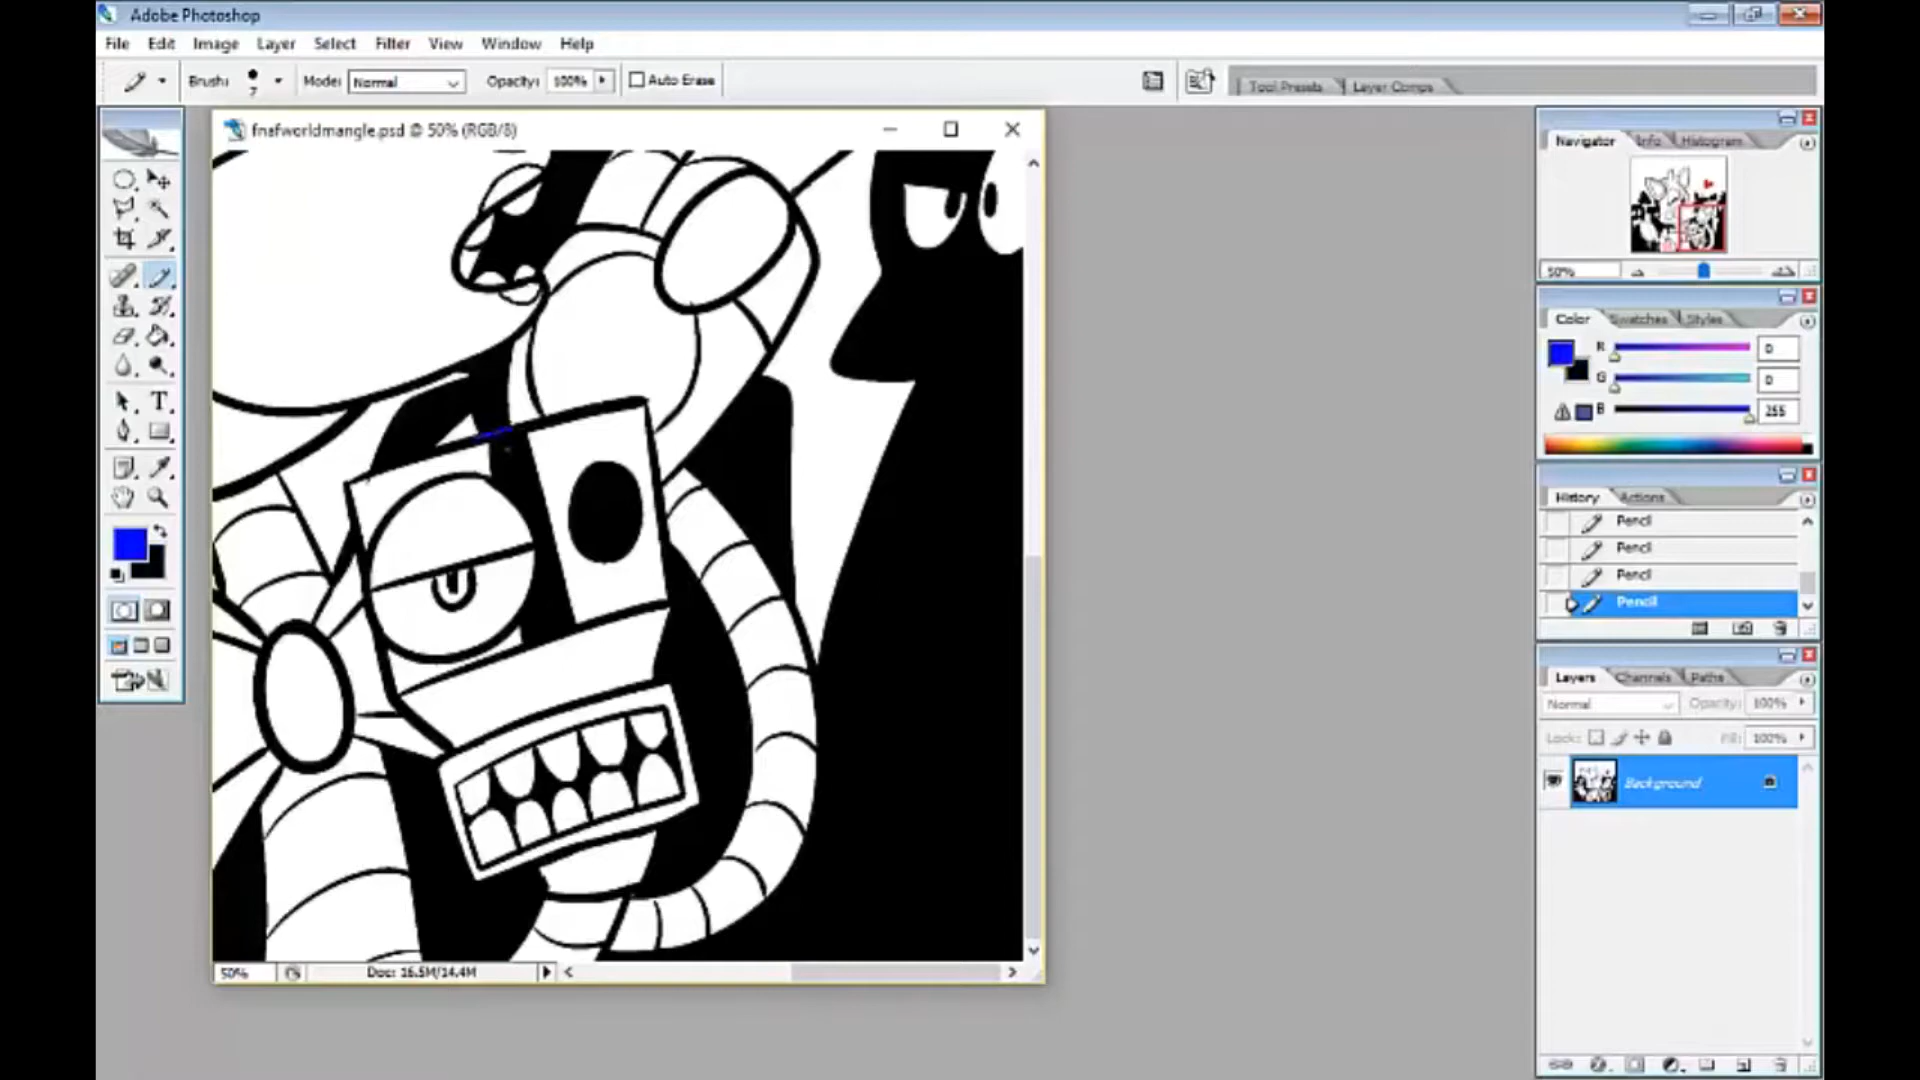 Adobe Photoshop
File Edit Image Layer Select Filter View Window Help
Brush: 7 Mode: Normal Opacity: 100% Auto Erase
Tool Presets Layer Comps
fnafworldmangle.psd @ 50% (RGB/8)
Navigator Info Histogram
50%
Color Swatches Styles
R 0
G 0
B 255
History Actions
Pencil
Pencil
Pencil
Pencil
Layers Channels Paths
Normal Opacity: 100%
Lock: Fill: 100%
Background
T
50% Doc: 16.5M/14.4M